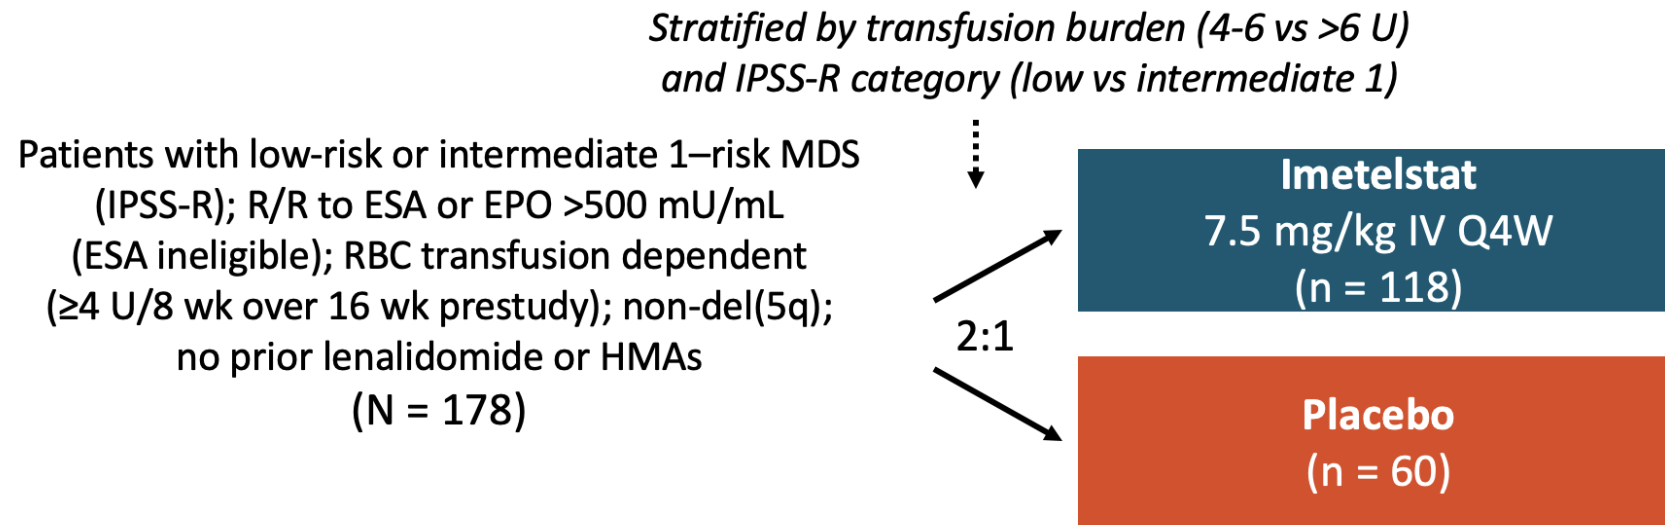 Stratified by transfusion burden (4-6 vs >6 U)
and IPSS-R category (low vs intermediate 1)
Patients with low-risk or intermediate 1–risk MDS
(IPSS-R); R/R to ESA or EPO >500 mU/mL
(ESA ineligible); RBC transfusion dependent
(≥4 U/8 wk over 16 wk prestudy); non-del(5q);
no prior lenalidomide or HMAs
(N = 178)
2:1
Imetelstat
7.5 mg/kg IV Q4W
(n = 118)
Placebo
(n = 60)